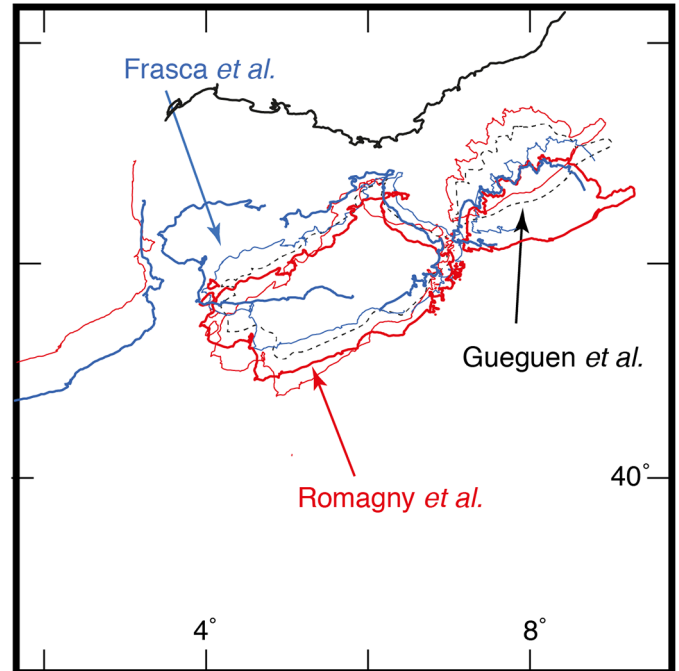 Frasca et al.
Gueguen et al.
40°
Romagny et al.
4°
8°